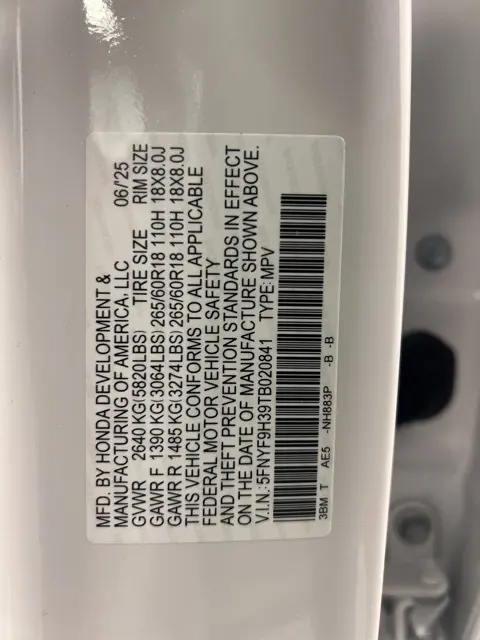 MFD. BY HONDA DEVELOPMENT &
MANUFACTURING OF AMERICA, LLC 06/'25
GVWR 2640 KG(5820LBS) TIRE SIZE RIM SIZE
GAWR F 1390 KG(3064LBS) 265/60R18 110H 18X8.0J
GAWR R 1485 KG(3274LBS) 265/60R18 110H 18X8.0J
THIS VEHICLE CONFORMS TO ALL APPLICABLE
FEDERAL MOTOR VEHICLE SAFETY
AND THEFT PREVENTION STANDARDS IN EFFECT
ON THE DATE OF MANUFACTURE SHOWN ABOVE.
V.I.N.:5FNYF9H39TB020841 TYPE:MPV
3BM T AE5 -NH883P -B -B